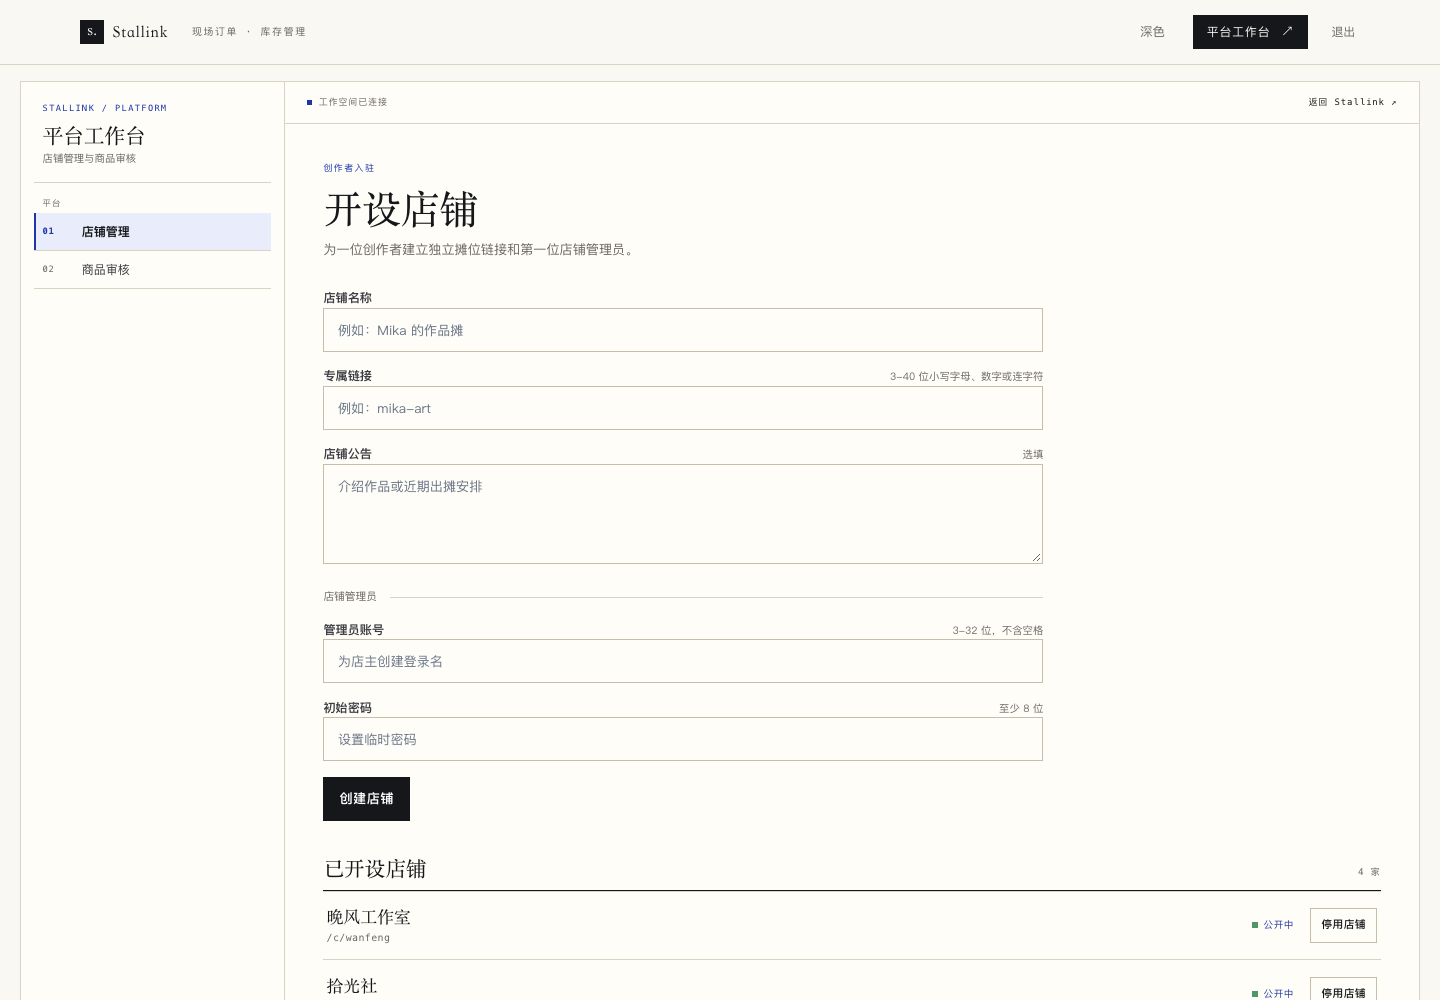 S. Stallink 现场订单 · 库存管理 深色 平台工作台 ↗ 退出
STALLINK / PLATFORM
平台工作台
店铺管理与商品审核
平台
01 店铺管理
02 商品审核
工作空间已连接 返回 Stallink ↗
创作者入驻
开设店铺
为一位创作者建立独立摊位链接和第一位店铺管理员。
店铺名称
例如：Mika 的作品摊
专属链接 3–40 位小写字母、数字或连字符
例如：mika-art
店铺公告 选填
介绍作品或近期出摊安排
店铺管理员
管理员账号 3–32 位，不含空格
为店主创建登录名
初始密码 至少 8 位
设置临时密码
创建店铺
已开设店铺 4 家
晚风工作室 公开中 停用店铺
/c/wanfeng
拾光社 公开中 停用店铺